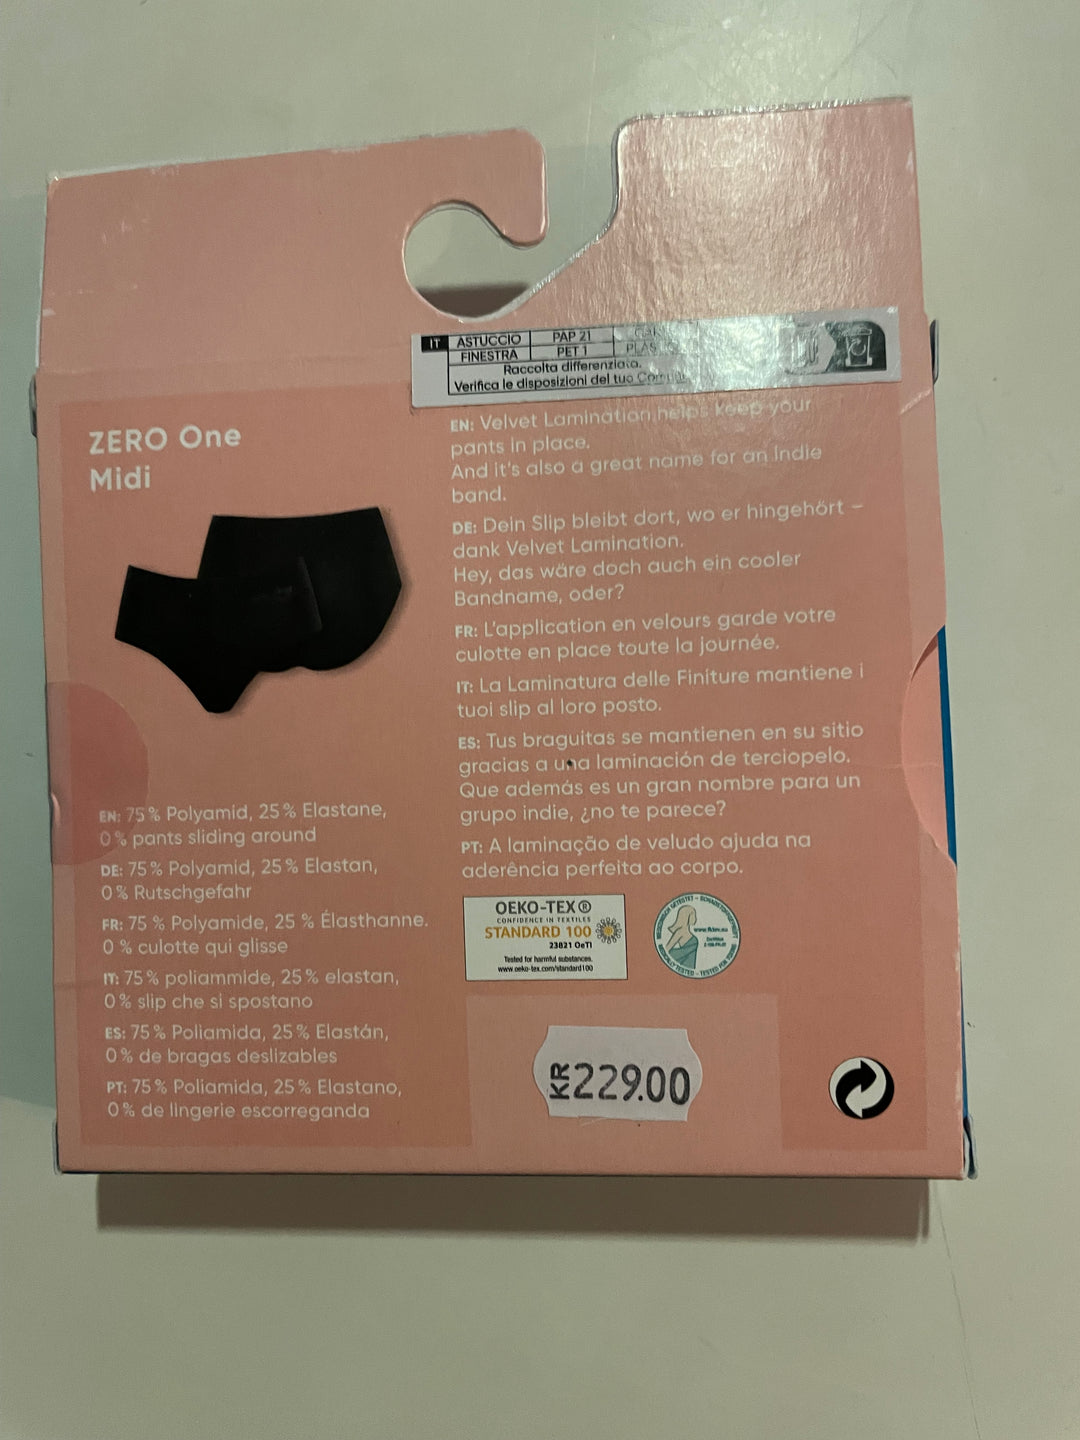 IT ASTUCCIO PAP 21
FINESTRA PET 1
Raccolta differenziata.
Verifica le disposizioni del tuo
ZERO One
Midi
EN: 75% Polyamid, 25% Elastane,
0% pants sliding around
DE: 75% Polyamid, 25% Elastan,
0% Rutschgefahr
FR: 75 % Polyamide, 25 % Élasthanne.
0 % culotte qui glisse
IT: 75% poliammide, 25% elastan,
0% slip che si spostano
ES: 75% Poliamida, 25% Elastán,
0% de bragas deslizables
PT: 75% Poliamida, 25% Elastano,
0% de lingerie escorreganda
EN: Velvet Lamination helps keep your
pants in place.
And it's also a great name for an Indie
band.
DE: Dein Slip bleibt dort, wo er hingehört –
dank Velvet Lamination.
Hey, das wäre doch auch ein cooler
Bandname, oder?
FR: L'application en velours garde votre
culotte en place toute la journée.
IT: La Laminatura delle Finiture mantiene i
tuoi slip al loro posto.
ES: Tus braguitas se mantienen en su sitio
gracias a una laminación de terciopelo.
Que además es un gran nombre para un
grupo indie, ¿no te parece?
PT: A laminação de veludo ajuda na
aderência perfeita ao corpo.
OEKO-TEX®
CONFIDENCE IN TEXTILES
STANDARD 100
23821 OeTI
Tested for harmful substances.
www.oeko-tex.com/standard100
KR229.00